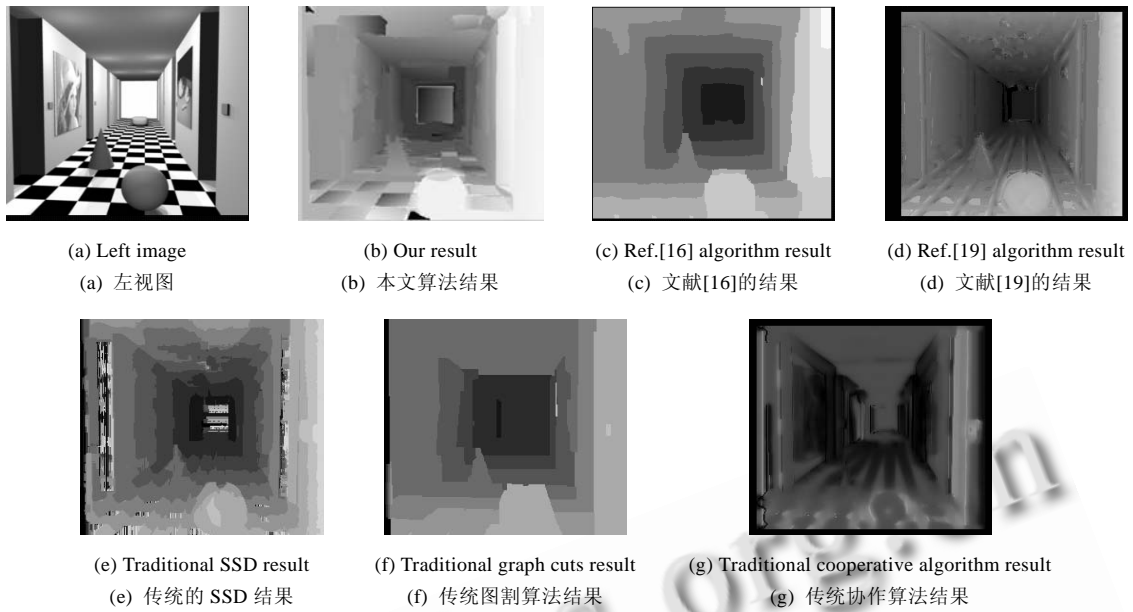 (a) Left image
(b) Our result
(c) Ref.[16] algorithm result
(d) Ref.[19] algorithm result
(a) 左视图
(b) 本文算法结果
(c) 文献[16]的结果
(d) 文献[19]的结果
(e) Traditional SSD result
(f) Traditional graph cuts result
(g) Traditional cooperative algorithm result
(e) 传统的 SSD 结果
(f) 传统图割算法结果
(g) 传统协作算法结果
org.cn